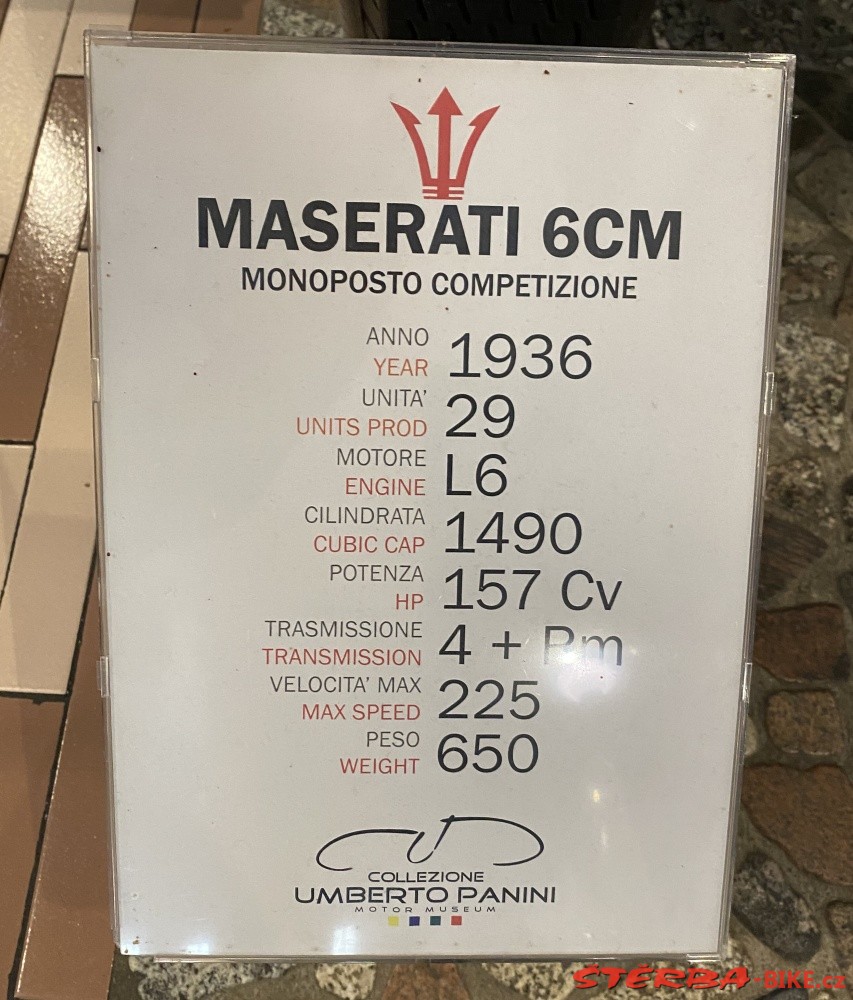 MASERATI 6CM
MONOPOSTO COMPETIZIONE
ANNO
YEAR 1936
UNITA'
UNITS PROD 29
MOTORE
ENGINE L6
CILINDRATA
CUBIC CAP 1490
POTENZA
HP 157 Cv
TRASMISSIONE
TRANSMISSION 4 + Rm
VELOCITA' MAX
MAX SPEED 225
PESO
WEIGHT 650
COLLEZIONE
UMBERTO PANINI
MOTOR MUSEUM
ŠTĚRBA-BIKE.cz